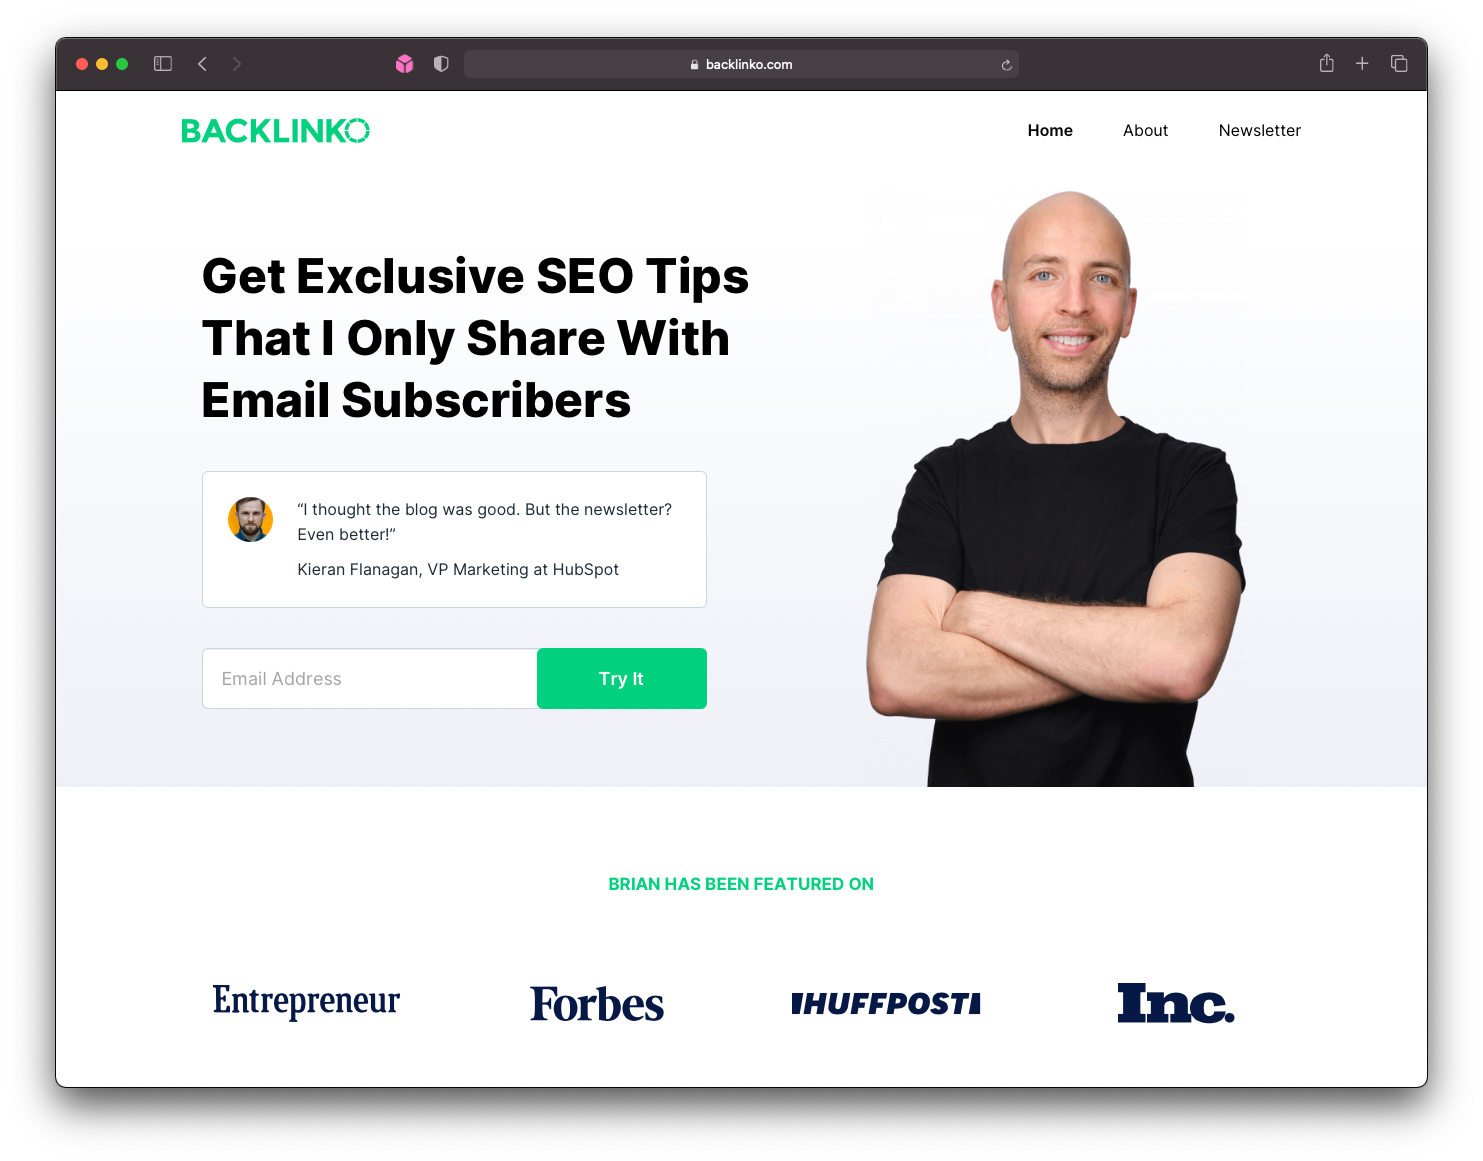 backlinko.com
BACKLINKO
Home
About
Newsletter
Get Exclusive SEO Tips
That I Only Share With
Email Subscribers
“I thought the blog was good. But the newsletter?
Even better!”
Kieran Flanagan, VP Marketing at HubSpot
Email Address
Try It
BRIAN HAS BEEN FEATURED ON
Entrepreneur
Forbes
HUFFPOST
Inc.